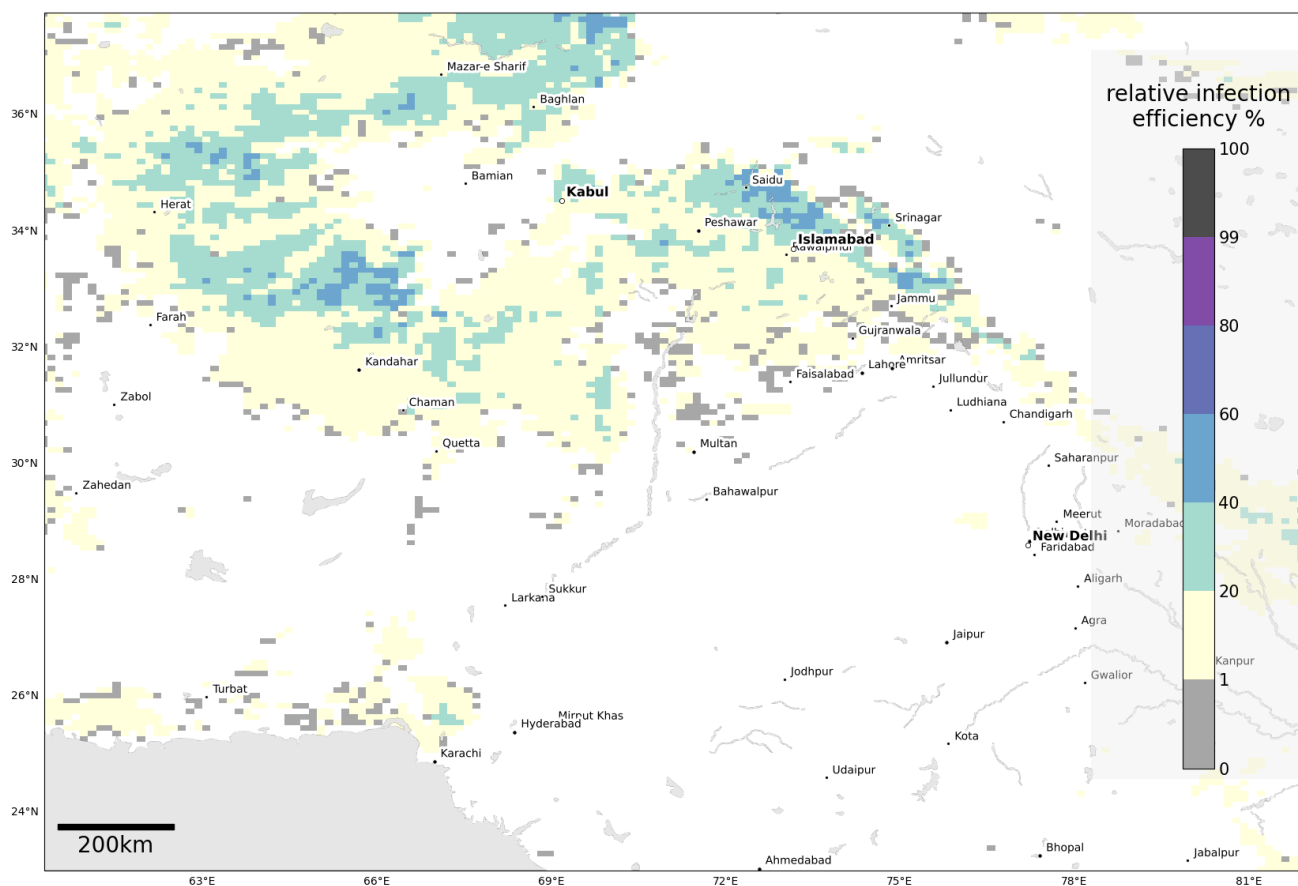 relative infection
efficiency %
100
99
80
60
40
20
1
0
36°N
34°N
32°N
30°N
28°N
26°N
24°N
63°E
66°E
69°E
72°E
75°E
78°E
81°E
200km
Mazar-e Sharif
Baghlan
Bamian
Kabul
Saidu
Herat
Peshawar
Srinagar
Islamabad
Rawalpindi
Jammu
Farah
Gujranwala
Kandahar
Lahore
Amritsar
Faisalabad
Jullundur
Zabol
Chaman
Ludhiana
Chandigarh
Quetta
Multan
Saharanpur
Zahedan
Bahawalpur
Meerut
Moradabad
New Delhi
Faridabad
Sukkur
Larkana
Aligarh
Agra
Jaipur
Kanpur
Jodhpur
Gwalior
Turbat
Mirput Khas
Hyderabad
Kota
Karachi
Udaipur
Bhopal
Jabalpur
Ahmedabad